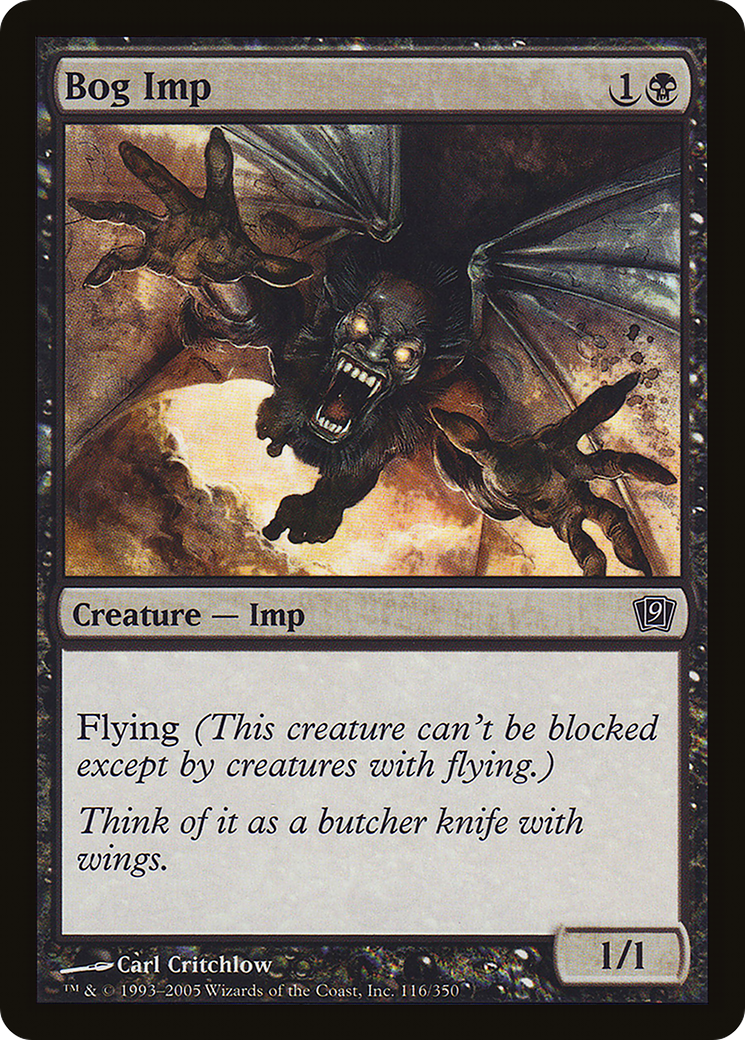 Bog Imp 1
Creature — Imp 9
Flying (This creature can't be blocked
except by creatures with flying.)
Think of it as a butcher knife with
wings.
1/1
Carl Critchlow
™ & © 1993–2005 Wizards of the Coast, Inc. 116/350